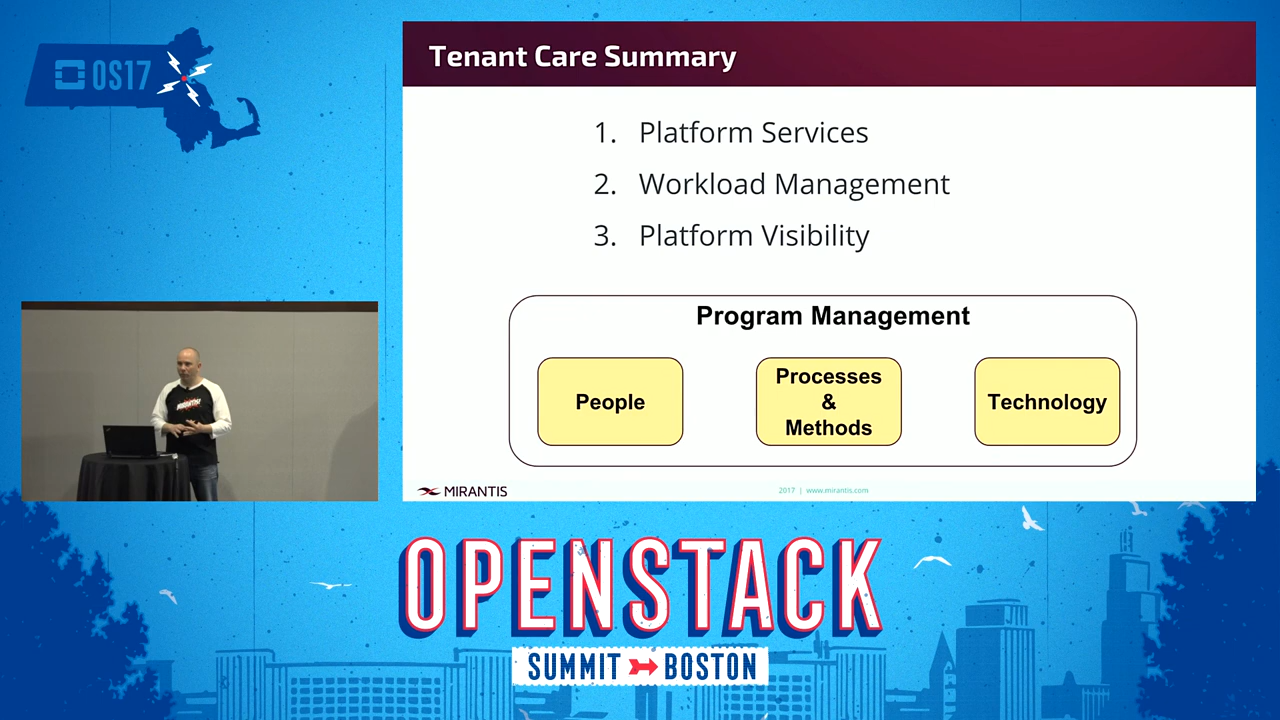 OS17
Tenant Care Summary
1. Platform Services
2. Workload Management
3. Platform Visibility
Program Management
People
Processes
&
Methods
Technology
MIRANTIS
2017 | www.mirantis.com
MIRANTIS
OPENSTACK
SUMMIT BOSTON